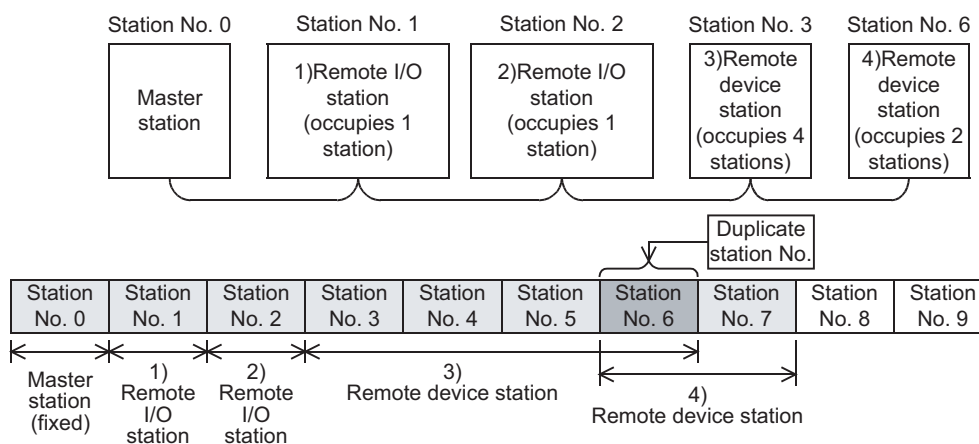 Station No. 0
Station No. 1
Station No. 2
Station No. 3
Station No. 6
Master
station
1)Remote I/O
station
(occupies 1
station)
2)Remote I/O
station
(occupies 1
station)
3)Remote
device
station
(occupies 4
stations)
4)Remote
device
station
(occupies 2
stations)
Duplicate
station No.
Station
No. 0
Station
No. 1
Station
No. 2
Station
No. 3
Station
No. 4
Station
No. 5
Station
No. 6
Station
No. 7
Station
No. 8
Station
No. 9
Master
station
(fixed)
1)
Remote
I/O
station
2)
Remote
I/O
station
3)
Remote device station
4)
Remote device station